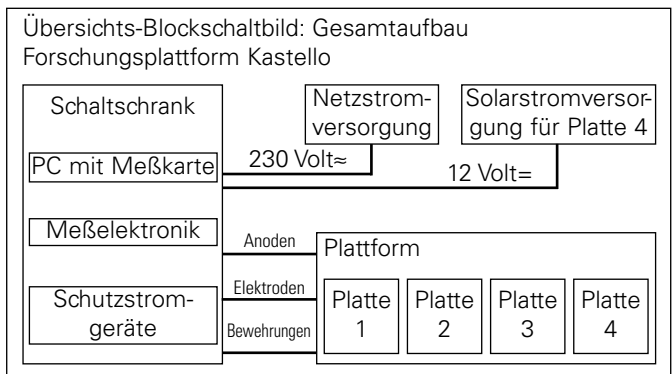 Übersichts-Blockschaltbild: Gesamtaufbau
Forschungsplattform Kastello
Schaltschrank
PC mit Meßkarte
Meßelektronik
Schutzstrom-
geräte
Netzstrom-
versorgung
Solarstromversor-
gung für Platte 4
230 Volt≈
12 Volt=
Anoden
Elektroden
Bewehrungen
Plattform
Platte
1
Platte
2
Platte
3
Platte
4